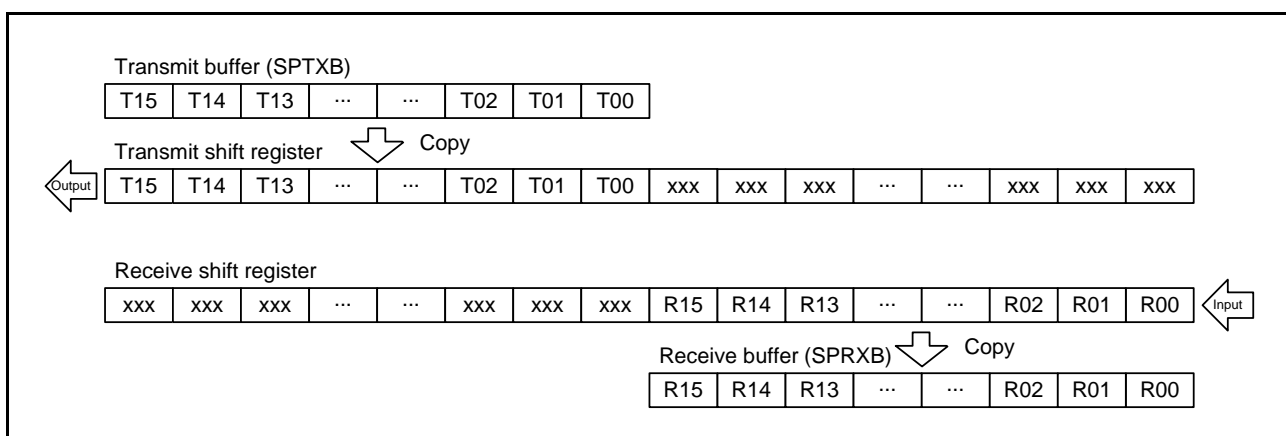 Transmit buffer (SPTXB)
T15 T14 T13 ... ... T02 T01 T00
Copy
Transmit shift register
Output T15 T14 T13 ... ... T02 T01 T00 xxx xxx xxx ... ... xxx xxx xxx
Receive shift register
xxx xxx xxx ... ... xxx xxx xxx R15 R14 R13 ... ... R02 R01 R00 Input
Receive buffer (SPRXB) Copy
R15 R14 R13 ... ... R02 R01 R00